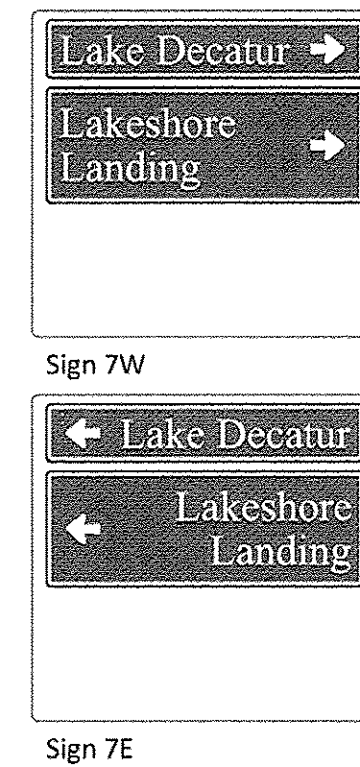 Lake Decatur →
Lakeshore
Landing →
Sign 7W
← Lake Decatur
← Lakeshore
Landing
Sign 7E